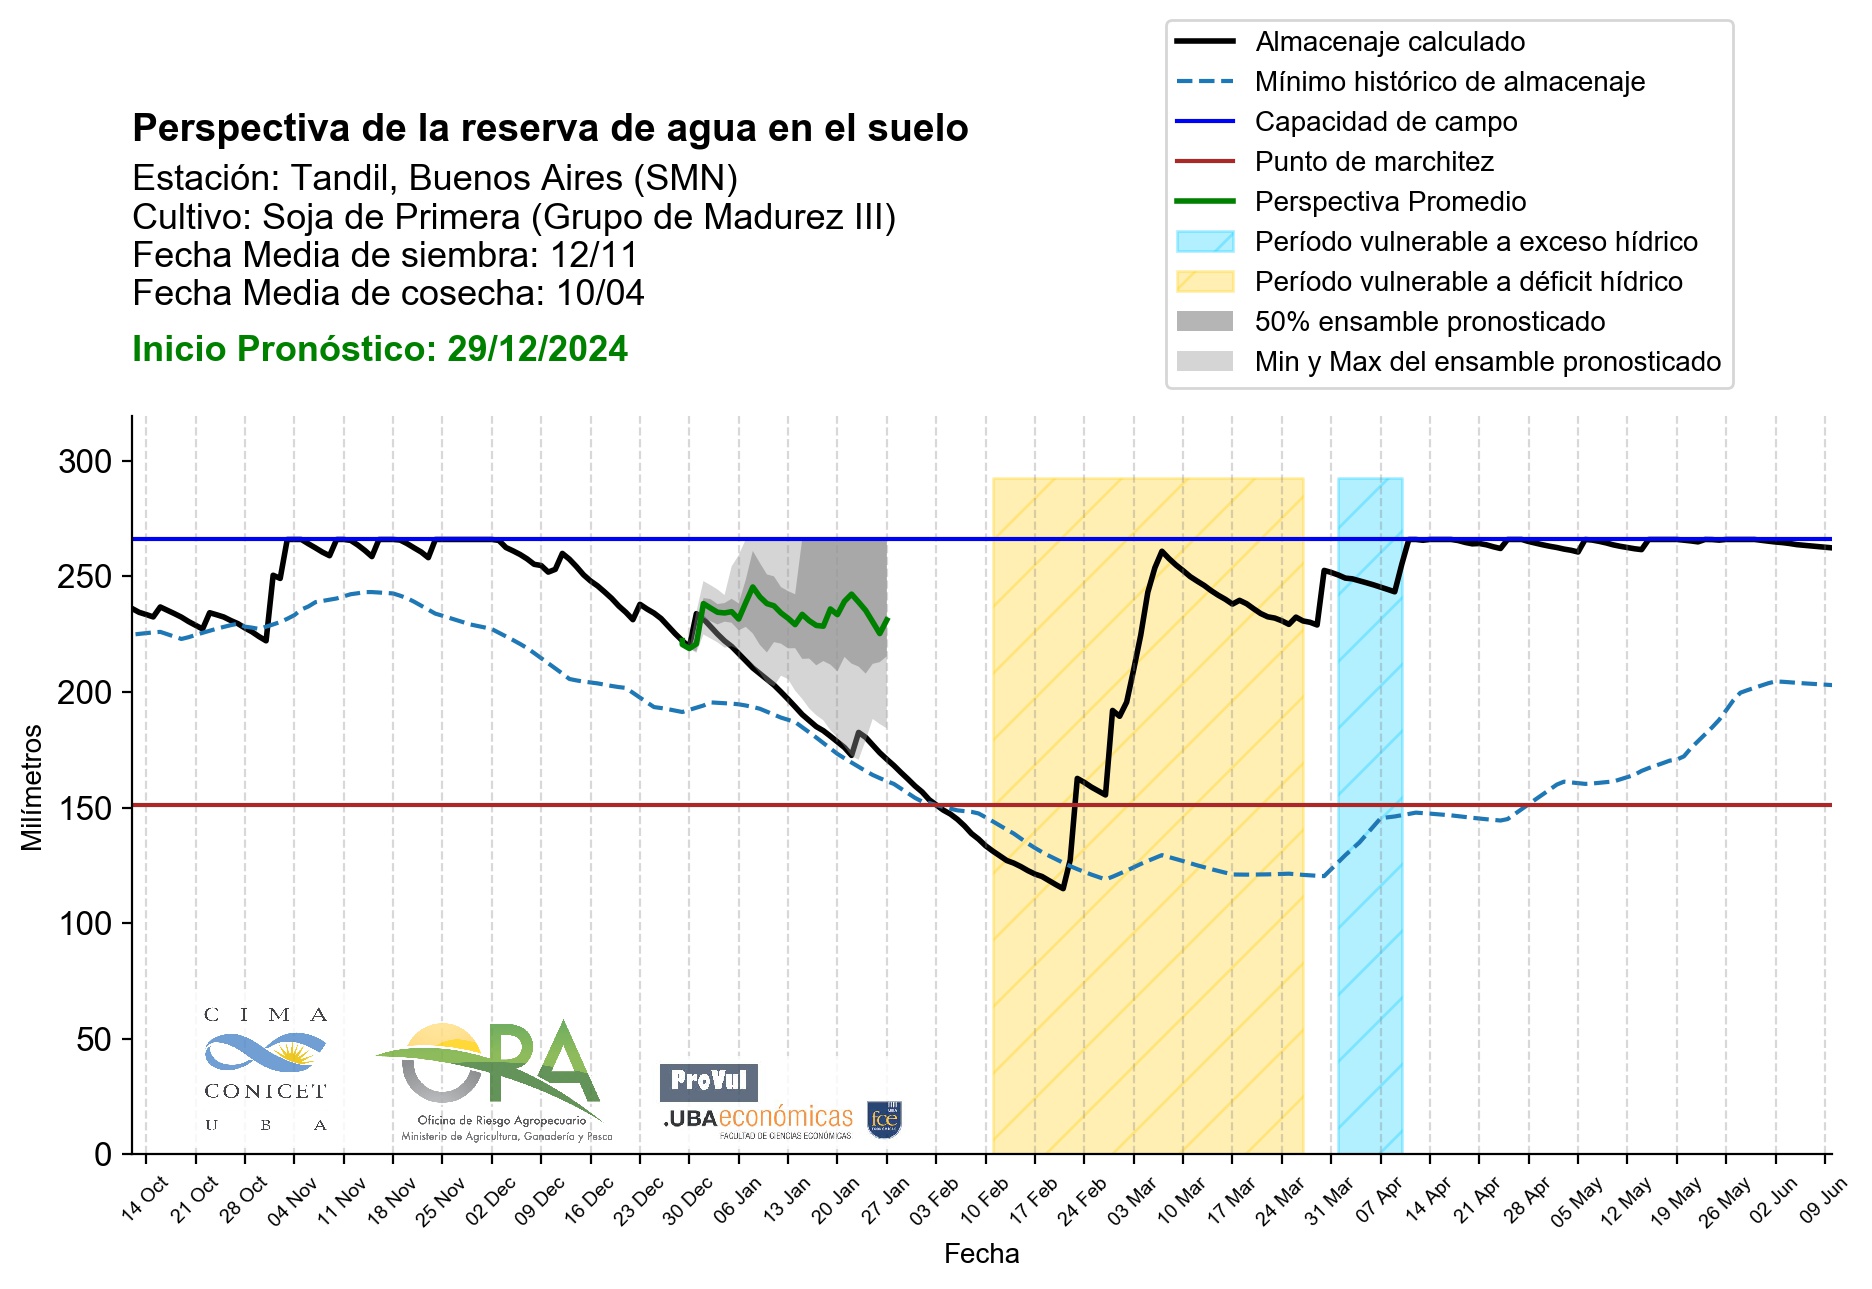 Perspectiva de la reserva de agua en el suelo
Estación: Tandil, Buenos Aires (SMN)
Cultivo: Soja de Primera (Grupo de Madurez III)
Fecha Media de siembra: 12/11
Fecha Media de cosecha: 10/04
Inicio Pronóstico: 29/12/2024
Almacenaje calculado
Mínimo histórico de almacenaje
Capacidad de campo
Punto de marchitez
Perspectiva Promedio
Período vulnerable a exceso hídrico
Período vulnerable a déficit hídrico
50% ensamble pronosticado
Min y Max del ensamble pronosticado
300
250
200
150
100
50
0
Milímetros
CIMA
CONICET
UBA
ORA
Oficina de Riesgo Agropecuario
Ministerio de Agricultura, Ganadería y Pesca
ProVul
.UBAeconómicas
FACULTAD DE CIENCIAS ECONÓMICAS
UBA
fce
ECONÓMICAS
14 Oct
21 Oct
28 Oct
04 Nov
11 Nov
18 Nov
25 Nov
02 Dec
09 Dec
16 Dec
23 Dec
30 Dec
06 Jan
13 Jan
20 Jan
27 Jan
03 Feb
10 Feb
17 Feb
24 Feb
03 Mar
10 Mar
17 Mar
24 Mar
31 Mar
07 Apr
14 Apr
21 Apr
28 Apr
05 May
12 May
19 May
26 May
02 Jun
09 Jun
Fecha